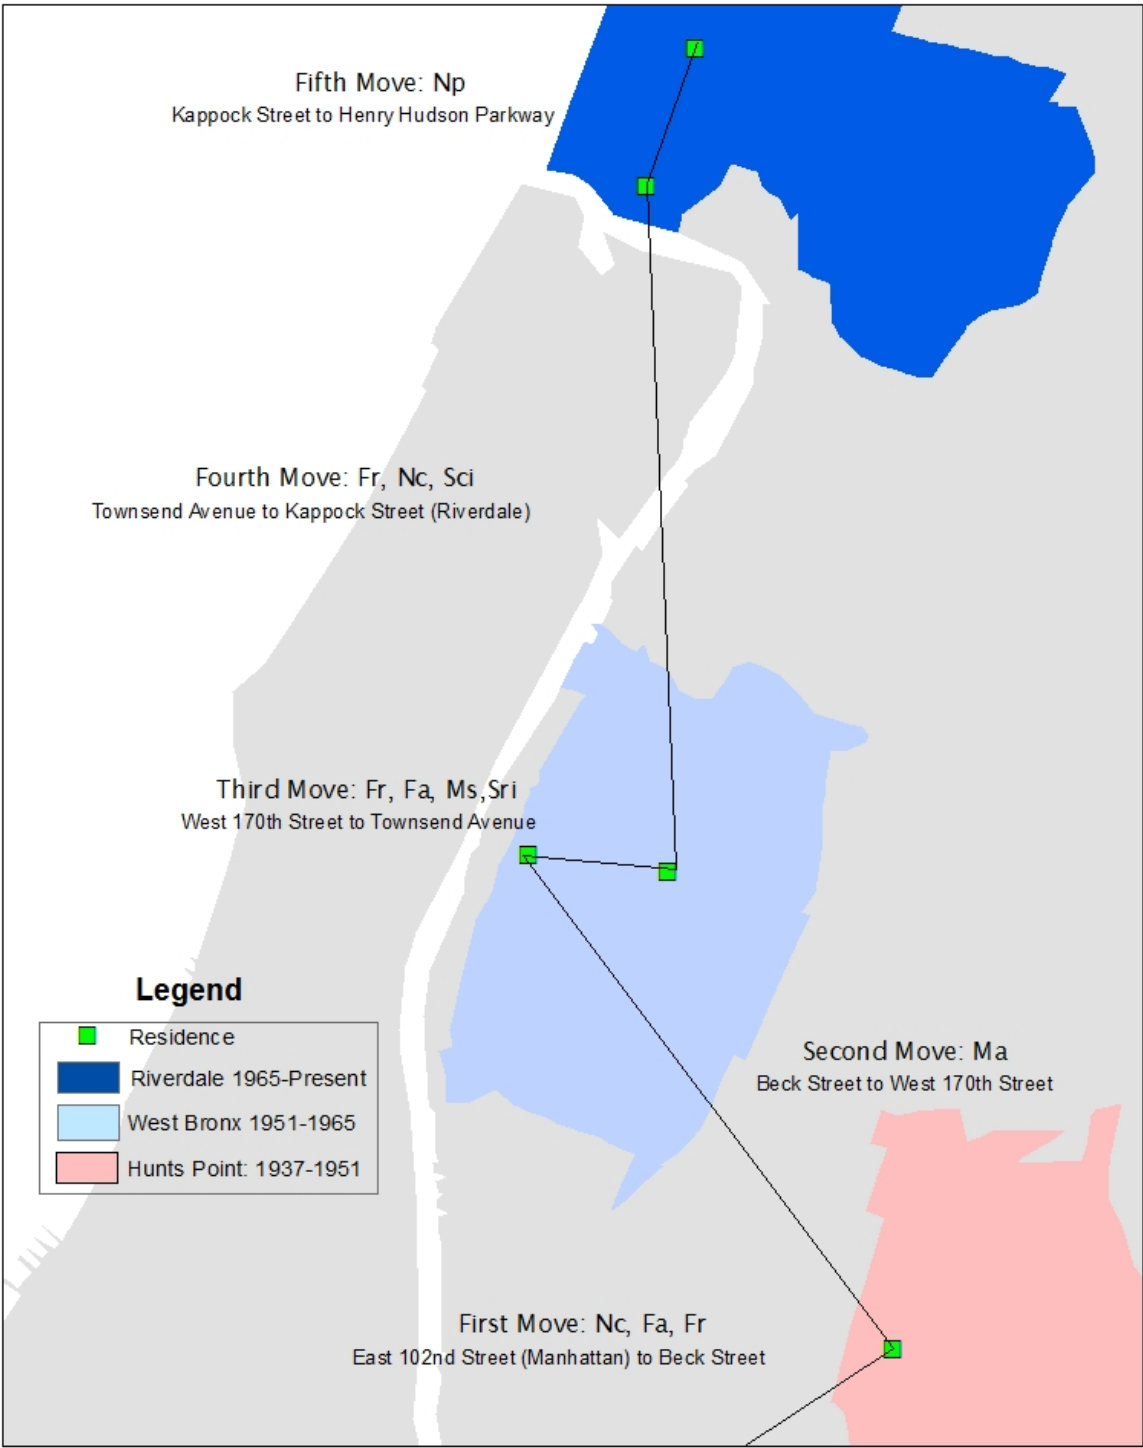 Fifth Move: Np
Kappock Street to Henry Hudson Parkway
Fourth Move: Fr, Nc, Sci
Townsend Avenue to Kappock Street (Riverdale)
Third Move: Fr, Fa, Ms,Sri
West 170th Street to Townsend Avenue
Legend
Residence
Riverdale 1965-Present
West Bronx 1951-1965
Hunts Point: 1937-1951
Second Move: Ma
Beck Street to West 170th Street
First Move: Nc, Fa, Fr
East 102nd Street (Manhattan) to Beck Street